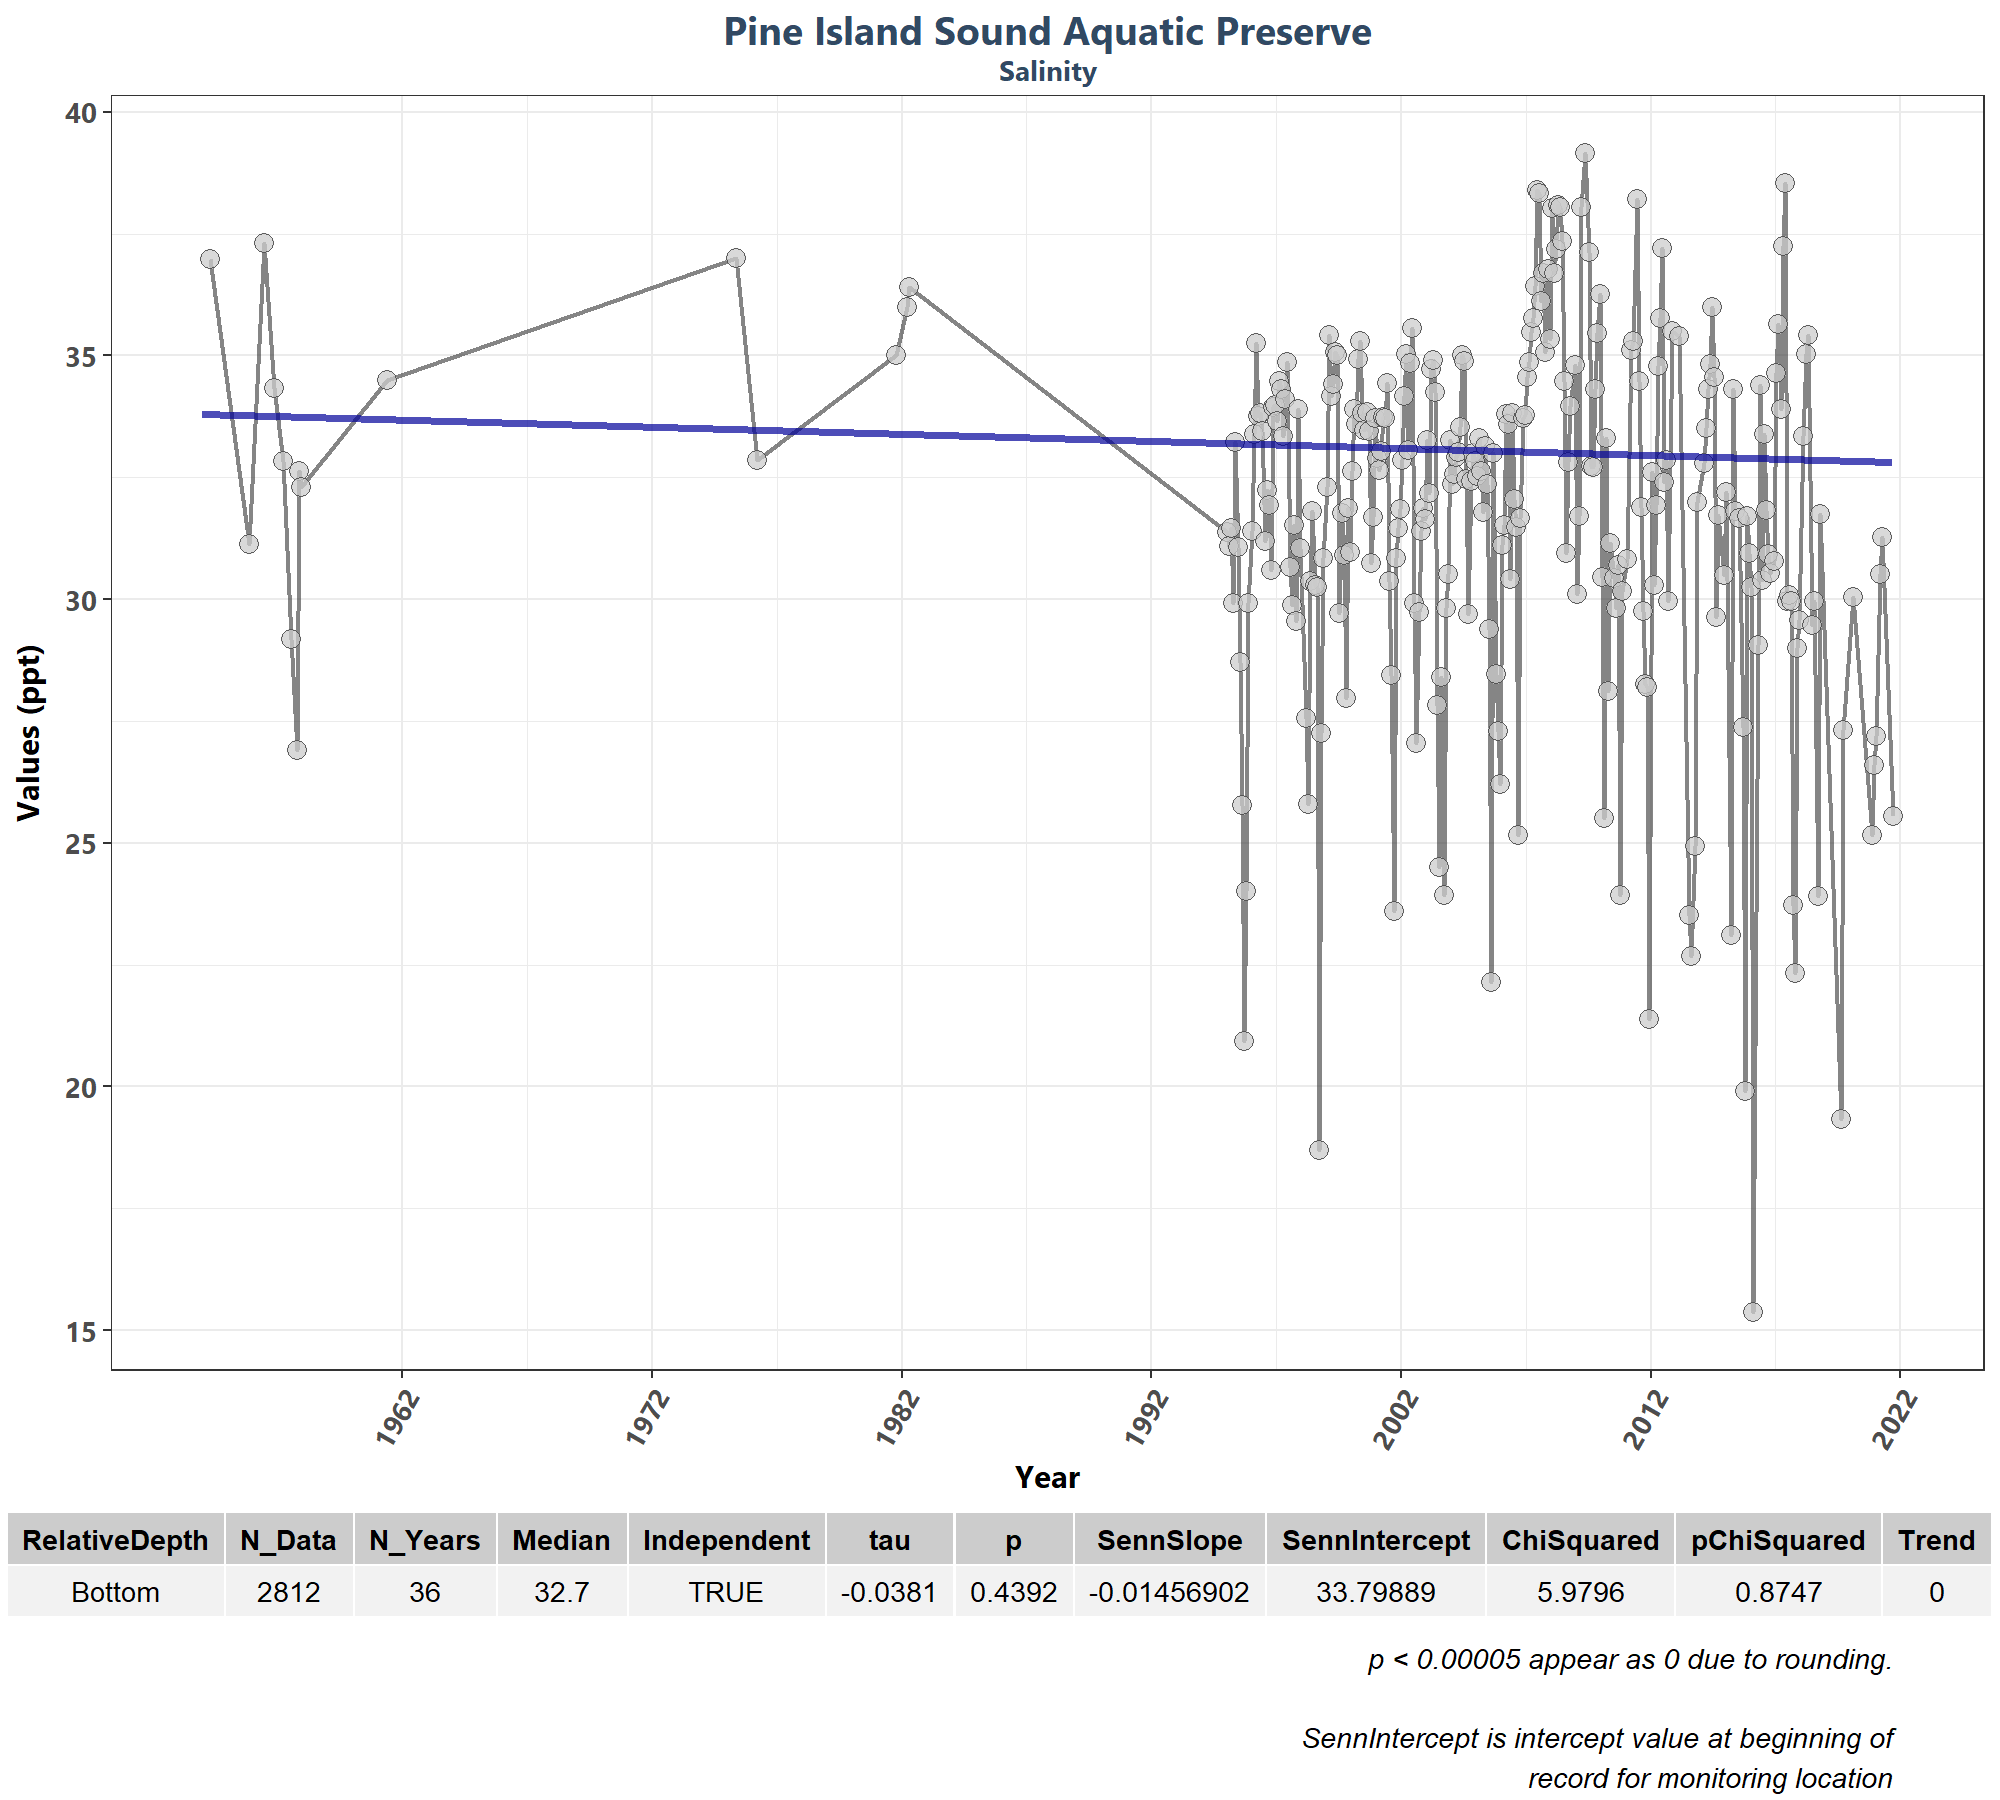 Pine Island Sound Aquatic Preserve
Salinity
40
35
30
25
20
15
Values (ppt)
1962 1972 1982 1992 2002 2012 2022
Year
RelativeDepth N_Data N_Years Median Independent tau p SennSlope SennIntercept ChiSquared pChiSquared Trend
Bottom 2812 36 32.7 TRUE -0.0381 0.4392 -0.01456902 33.79889 5.9796 0.8747 0
p < 0.00005 appear as 0 due to rounding.
SennIntercept is intercept value at beginning of
record for monitoring location